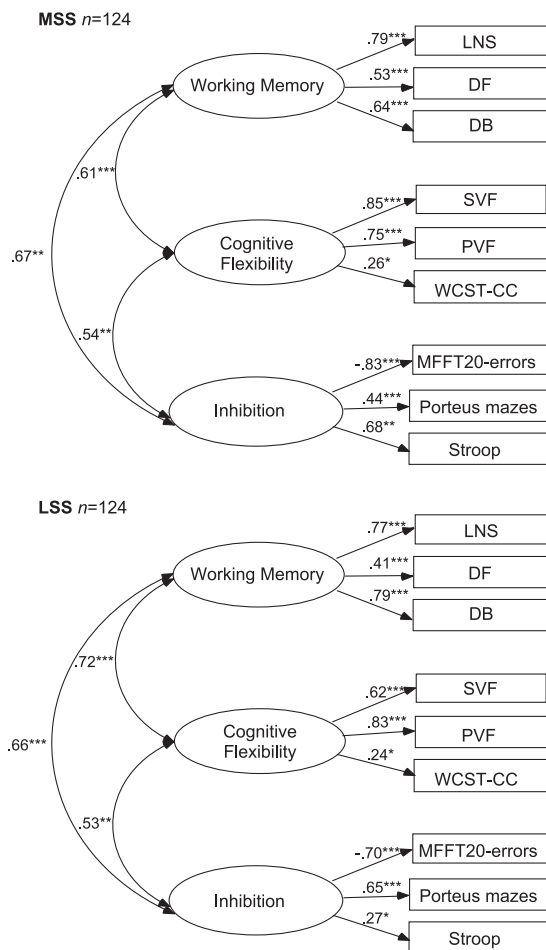 MSS n=124
.79***
LNS
Working Memory
.53***
DF
.64***
DB
.61***
.85***
SVF
Cognitive
Flexibility
.75***
PVF
.26*
WCST-CC
.67**
.54**
-.83***
MFFT20-errors
Inhibition
.44***
Porteus mazes
.68**
Stroop
LSS n=124
.77***
LNS
Working Memory
.41***
DF
.79***
DB
.72***
.62***
SVF
Cognitive
Flexibility
.83***
PVF
.24*
WCST-CC
.66***
.53**
-.70***
MFFT20-errors
Inhibition
.65***
Porteus mazes
.27*
Stroop